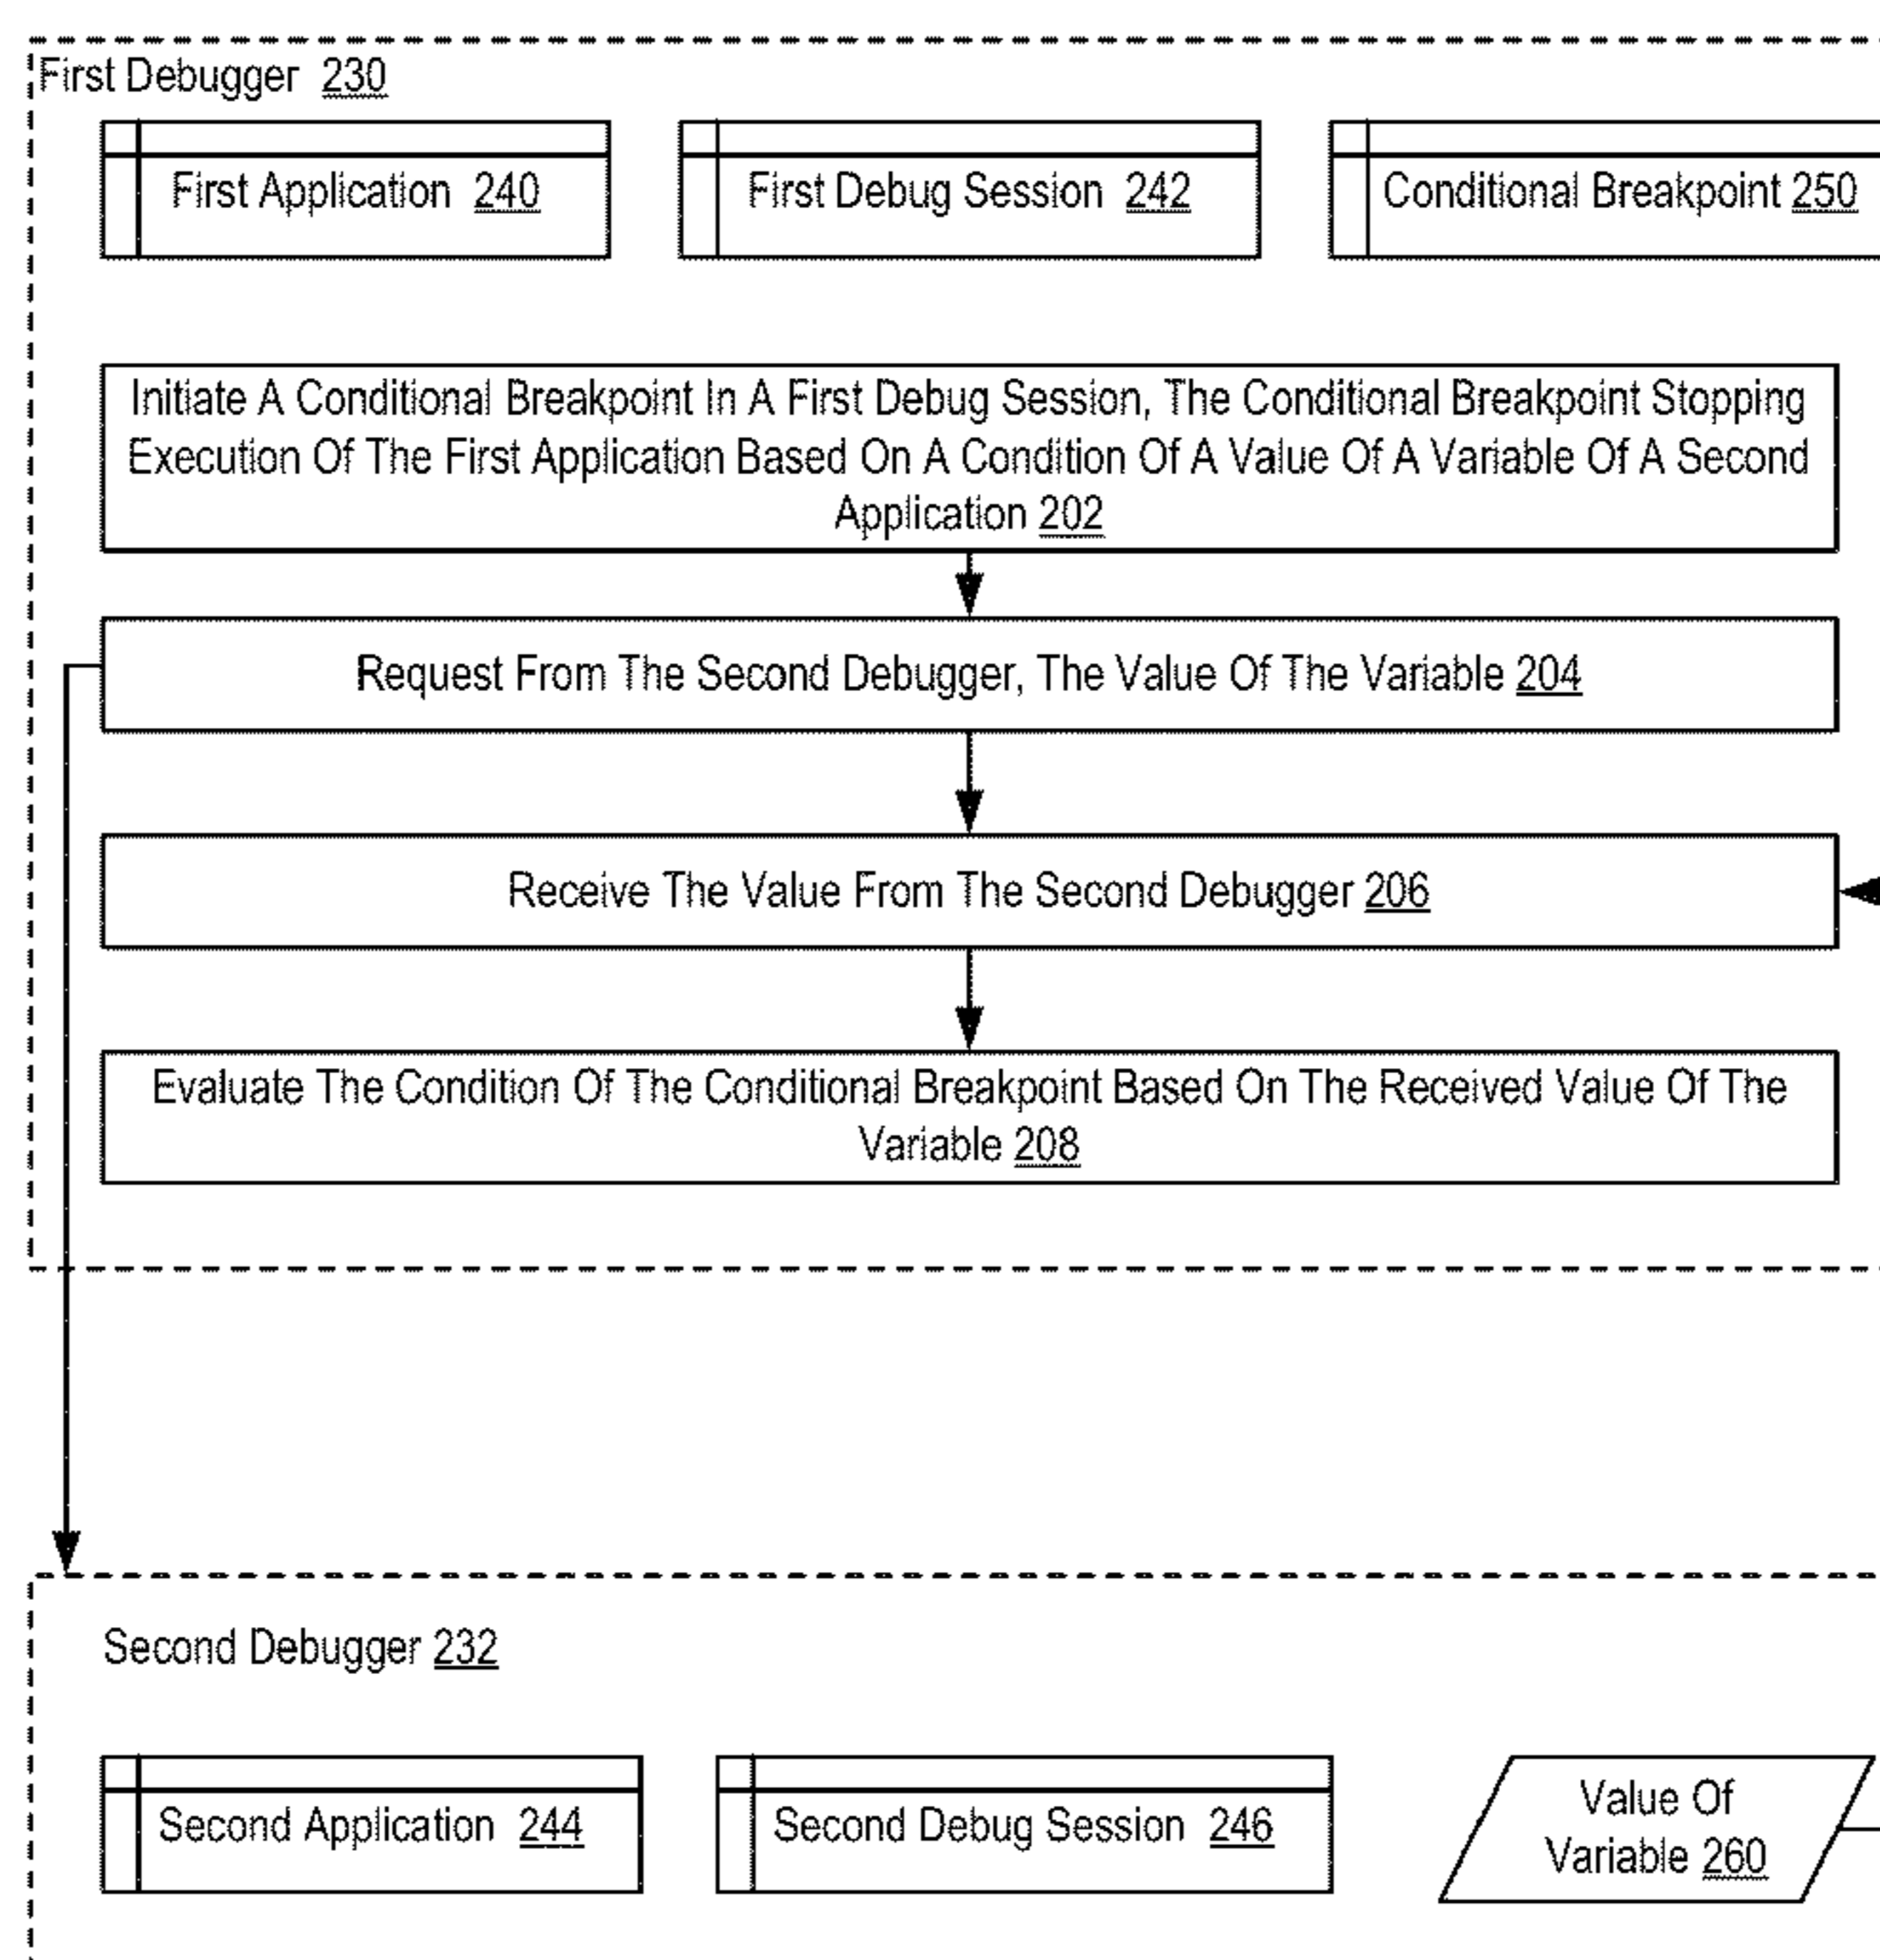 First Debugger 230
First Application 240
First Debug Session 242
Conditional Breakpoint 250
Initiate A Conditional Breakpoint In A First Debug Session, The Conditional Breakpoint Stopping
Execution Of The First Application Based On A Condition Of A Value Of A Variable Of A Second
Application 202
Request From The Second Debugger, The Value Of The Variable 204
Receive The Value From The Second Debugger 206
Evaluate The Condition Of The Conditional Breakpoint Based On The Received Value Of The
Variable 208
Second Debugger 232
Second Application 244
Second Debug Session 246
Value Of
Variable 260